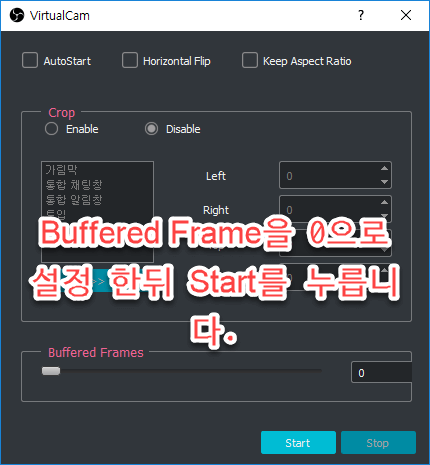 VirtualCam
AutoStart Horizontal Flip Keep Aspect Ratio
Crop
Enable Disable
가림막
통합 채팅창
통합 알림창
Left 0
Right 0
Buffered Frame을 0으로
설정 한뒤 Start를 누릅니
다.
Buffered Frames
0
Start Stop